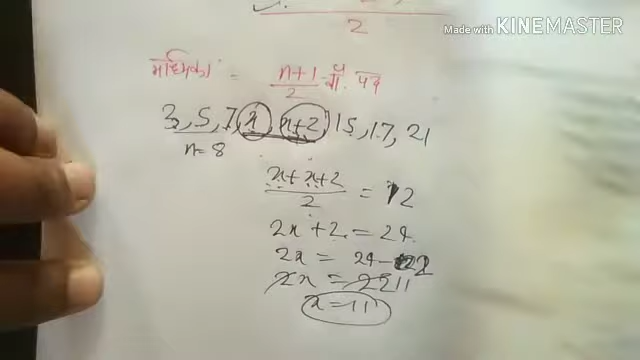 2
Made with KINEMASTER
माध्यिका = n+1/2 वाँ पद
3, 5, 7, x, x+2, 15, 17, 21
n=8
x+x+2/2 = 12
2x+2 = 24
2x = 24-2
2x = 22 11
x=11